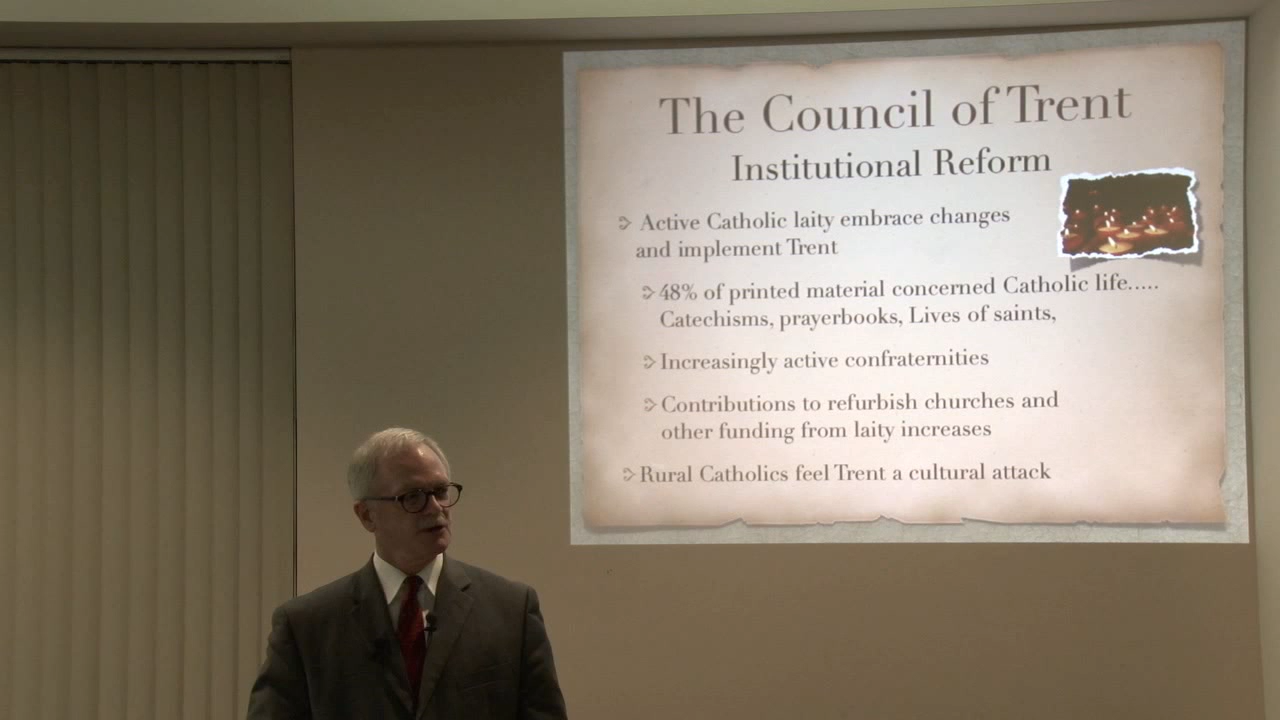 The Council of Trent
Institutional Reform
Active Catholic laity embrace changes
and implement Trent
48% of printed material concerned Catholic life.....
Catechisms, prayerbooks, Lives of saints,
Increasingly active confraternities
Contributions to refurbish churches and
other funding from laity increases
Rural Catholics feel Trent a cultural attack